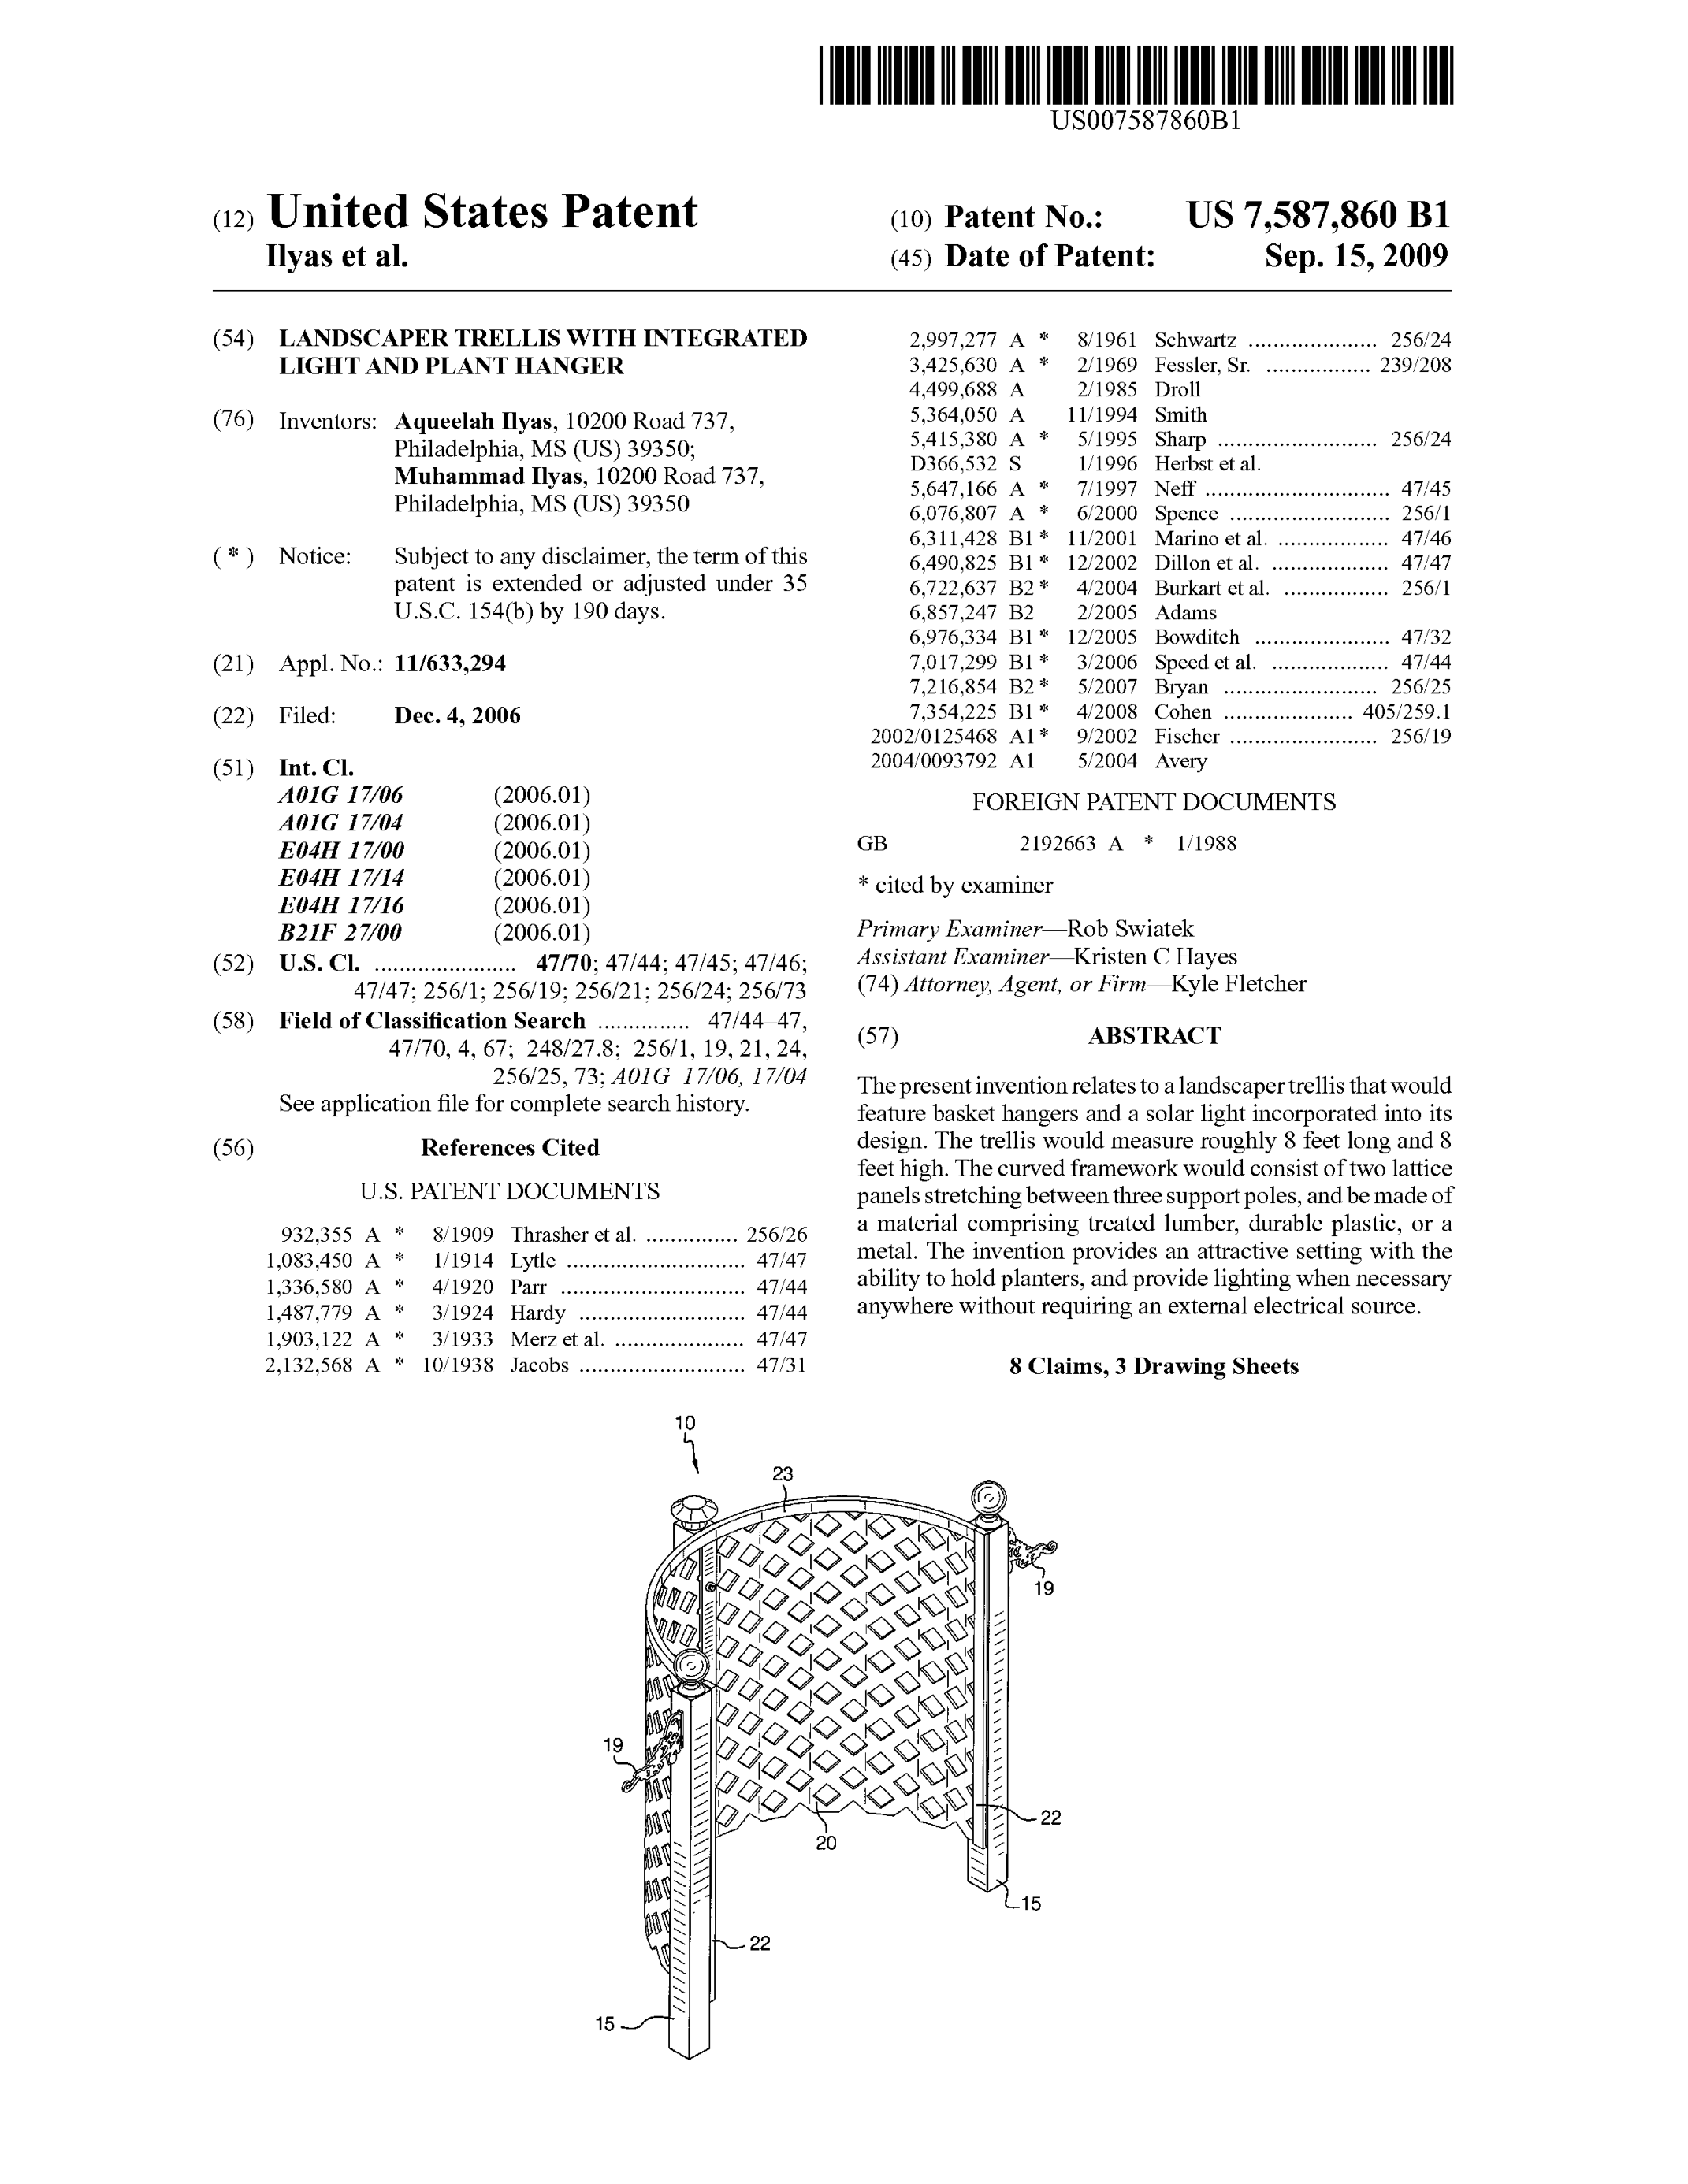 US007587860B1
(12) United States Patent
Ilyas et al.
(10) Patent No.: US 7,587,860 B1
(45) Date of Patent: Sep. 15, 2009
(54) LANDSCAPER TRELLIS WITH INTEGRATED
LIGHT AND PLANT HANGER
(76) Inventors: Aqueelah Ilyas, 10200 Road 737,
Philadelphia, MS (US) 39350;
Muhammad Ilyas, 10200 Road 737,
Philadelphia, MS (US) 39350
( * ) Notice: Subject to any disclaimer, the term of this
patent is extended or adjusted under 35
U.S.C. 154(b) by 190 days.
(21) Appl. No.: 11/633,294
(22) Filed: Dec. 4, 2006
(51) Int. Cl.
A01G 17/06 (2006.01)
A01G 17/04 (2006.01)
E04H 17/00 (2006.01)
E04H 17/14 (2006.01)
E04H 17/16 (2006.01)
B21F 27/00 (2006.01)
(52) U.S. Cl. ...................... 47/70; 47/44; 47/45; 47/46;
47/47; 256/1; 256/19; 256/21; 256/24; 256/73
(58) Field of Classification Search .............. 47/44–47,
47/70, 4, 67; 248/27.8; 256/1, 19, 21, 24,
256/25, 73; A01G 17/06, 17/04
See application file for complete search history.
(56) References Cited
U.S. PATENT DOCUMENTS
932,355 A * 8/1909 Thrasher et al. .............. 256/26
1,083,450 A * 1/1914 Lytle ........................... 47/47
1,336,580 A * 4/1920 Parr ............................ 47/44
1,487,779 A * 3/1924 Hardy ......................... 47/44
1,903,122 A * 3/1933 Merz et al. .................... 47/47
2,132,568 A * 10/1938 Jacobs ......................... 47/31
2,997,277 A * 8/1961 Schwartz ..................... 256/24
3,425,630 A * 2/1969 Fessler, Sr. ................. 239/208
4,499,688 A 2/1985 Droll
5,364,050 A 11/1994 Smith
5,415,380 A * 5/1995 Sharp .......................... 256/24
D366,532 S 1/1996 Herbst et al.
5,647,166 A * 7/1997 Neff .............................. 47/45
6,076,807 A * 6/2000 Spence .......................... 256/1
6,311,428 B1 * 11/2001 Marino et al. .................. 47/46
6,490,825 B1 * 12/2002 Dillon et al. ................... 47/47
6,722,637 B2 * 4/2004 Burkart et al. ................. 256/1
6,857,247 B2 2/2005 Adams
6,976,334 B1 * 12/2005 Bowditch ...................... 47/32
7,017,299 B1 * 3/2006 Speed et al. ................... 47/44
7,216,854 B2 * 5/2007 Bryan ......................... 256/25
7,354,225 B1 * 4/2008 Cohen ..................... 405/259.1
2002/0125468 A1 * 9/2002 Fischer ........................ 256/19
2004/0093792 A1 5/2004 Avery
FOREIGN PATENT DOCUMENTS
GB 2192663 A * 1/1988
* cited by examiner
Primary Examiner—Rob Swiatek
Assistant Examiner—Kristen C Hayes
(74) Attorney, Agent, or Firm—Kyle Fletcher
(57) ABSTRACT
The present invention relates to a landscaper trellis that would
feature basket hangers and a solar light incorporated into its
design. The trellis would measure roughly 8 feet long and 8
feet high. The curved framework would consist of two lattice
panels stretching between three support poles, and be made of
a material comprising treated lumber, durable plastic, or a
metal. The invention provides an attractive setting with the
ability to hold planters, and provide lighting when necessary
anywhere without requiring an external electrical source.
8 Claims, 3 Drawing Sheets
10
23
19
19
22
20
15
22
15